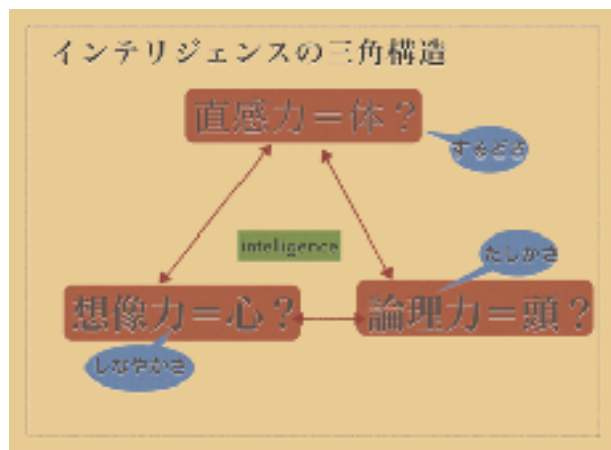 インテリジェンスの三角構造
直感力＝体？
するどさ
inteligence
たしかさ
想像力＝心？
論理力＝頭？
しなやかさ